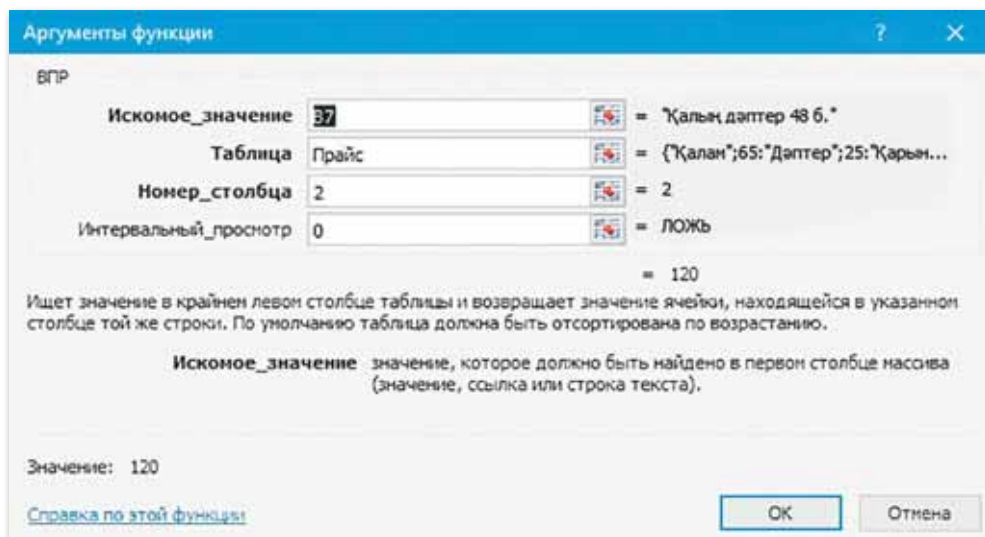 Аргументы функции ? ×
ВПР
Искомое_значение B7 = "Қалың дәптер 48 б."
Таблица Прайс = {"Қалам";65:"Дәптер";25:"Қарын...
Номер_столбца 2 = 2
Интервальный_просмотр 0 = ЛОЖЬ
= 120
Ищет значение в крайнем левом столбце таблицы и возвращает значение ячейки, находящейся в указанном
столбце той же строки. По умолчанию таблица должна быть отсортирована по возрастанию.
Искомое_значение значение, которое должно быть найдено в первом столбце массива
(значение, ссылка или строка текста).
Значение: 120
Справка по этой функции ОК Отмена